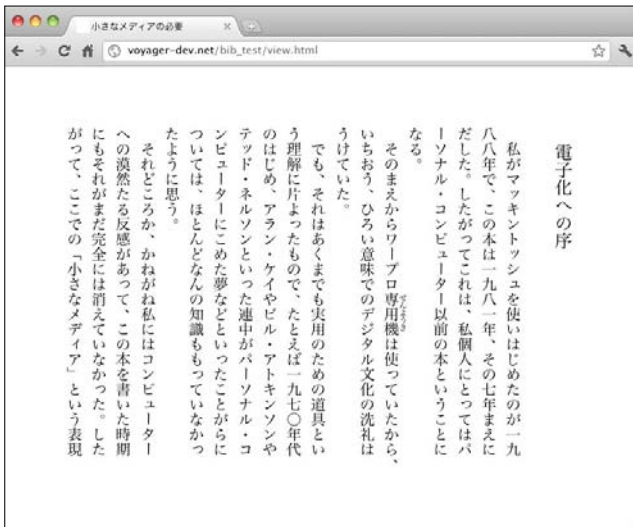 小さなメディアの必要
voyager-dev.net/bib_test/view.html
電子化への序
私がマッキントッシュを使いはじめたのが一九
八八年で、この本は一九八一年、その七年まえに
だした。したがってこれは、私個人にとってはパ
ーソナル・コンピューター以前の本ということに
なる。
そのまえからワープロ専用機は使っていたから、
いちおう、ひろい意味でのデジタル文化の洗礼は
うけていた。
でも、それはあくまでも実用のための道具とい
う理解に片よったもので、たとえば一九七〇年代
のはじめ、アラン・ケイやビル・アトキンソンや
テッド・ネルソンといった連中がパーソナル・コ
ンピューターにこめた夢などといったことがらに
ついては、ほとんどなんの知識ももっていなかっ
たように思う。
それどころか、かねがね私にはコンピューター
への漠然たる反感があって、この本を書いた時期
にもそれがまだ完全には消えていなかった。した
がって、ここでの「小さなメディア」という表現